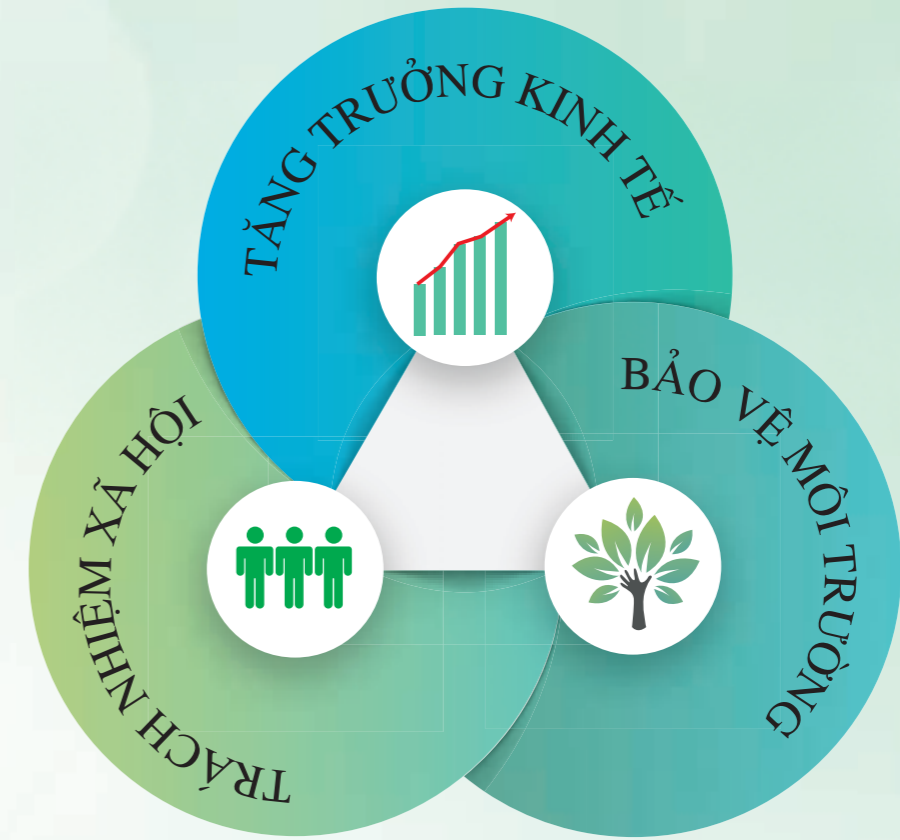 TĂNG TRƯỞNG KINH TẾ
BẢO VỆ MÔI TRƯỜNG
TRÁCH NHIỆM XÃ HỘI